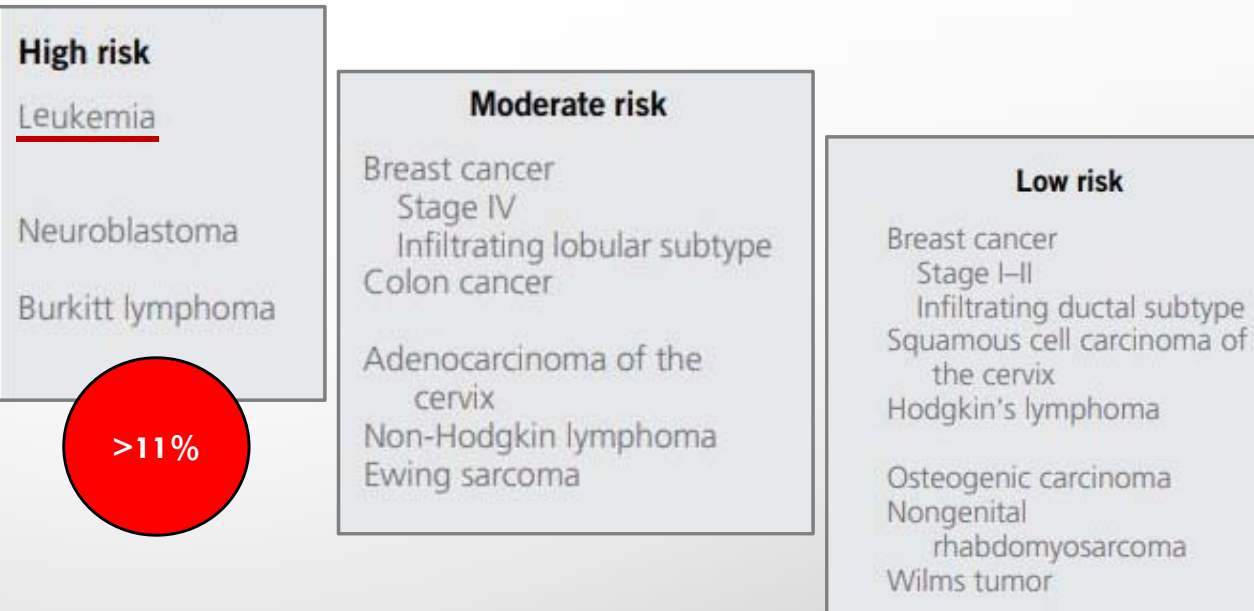 High risk
Leukemia
Neuroblastoma
Burkitt lymphoma
>11%
Moderate risk
Breast cancer
Stage IV
Infiltrating lobular subtype
Colon cancer
Adenocarcinoma of the
cervix
Non-Hodgkin lymphoma
Ewing sarcoma
Low risk
Breast cancer
Stage I–II
Infiltrating ductal subtype
Squamous cell carcinoma of
the cervix
Hodgkin's lymphoma
Osteogenic carcinoma
Nongenital
rhabdomyosarcoma
Wilms tumor